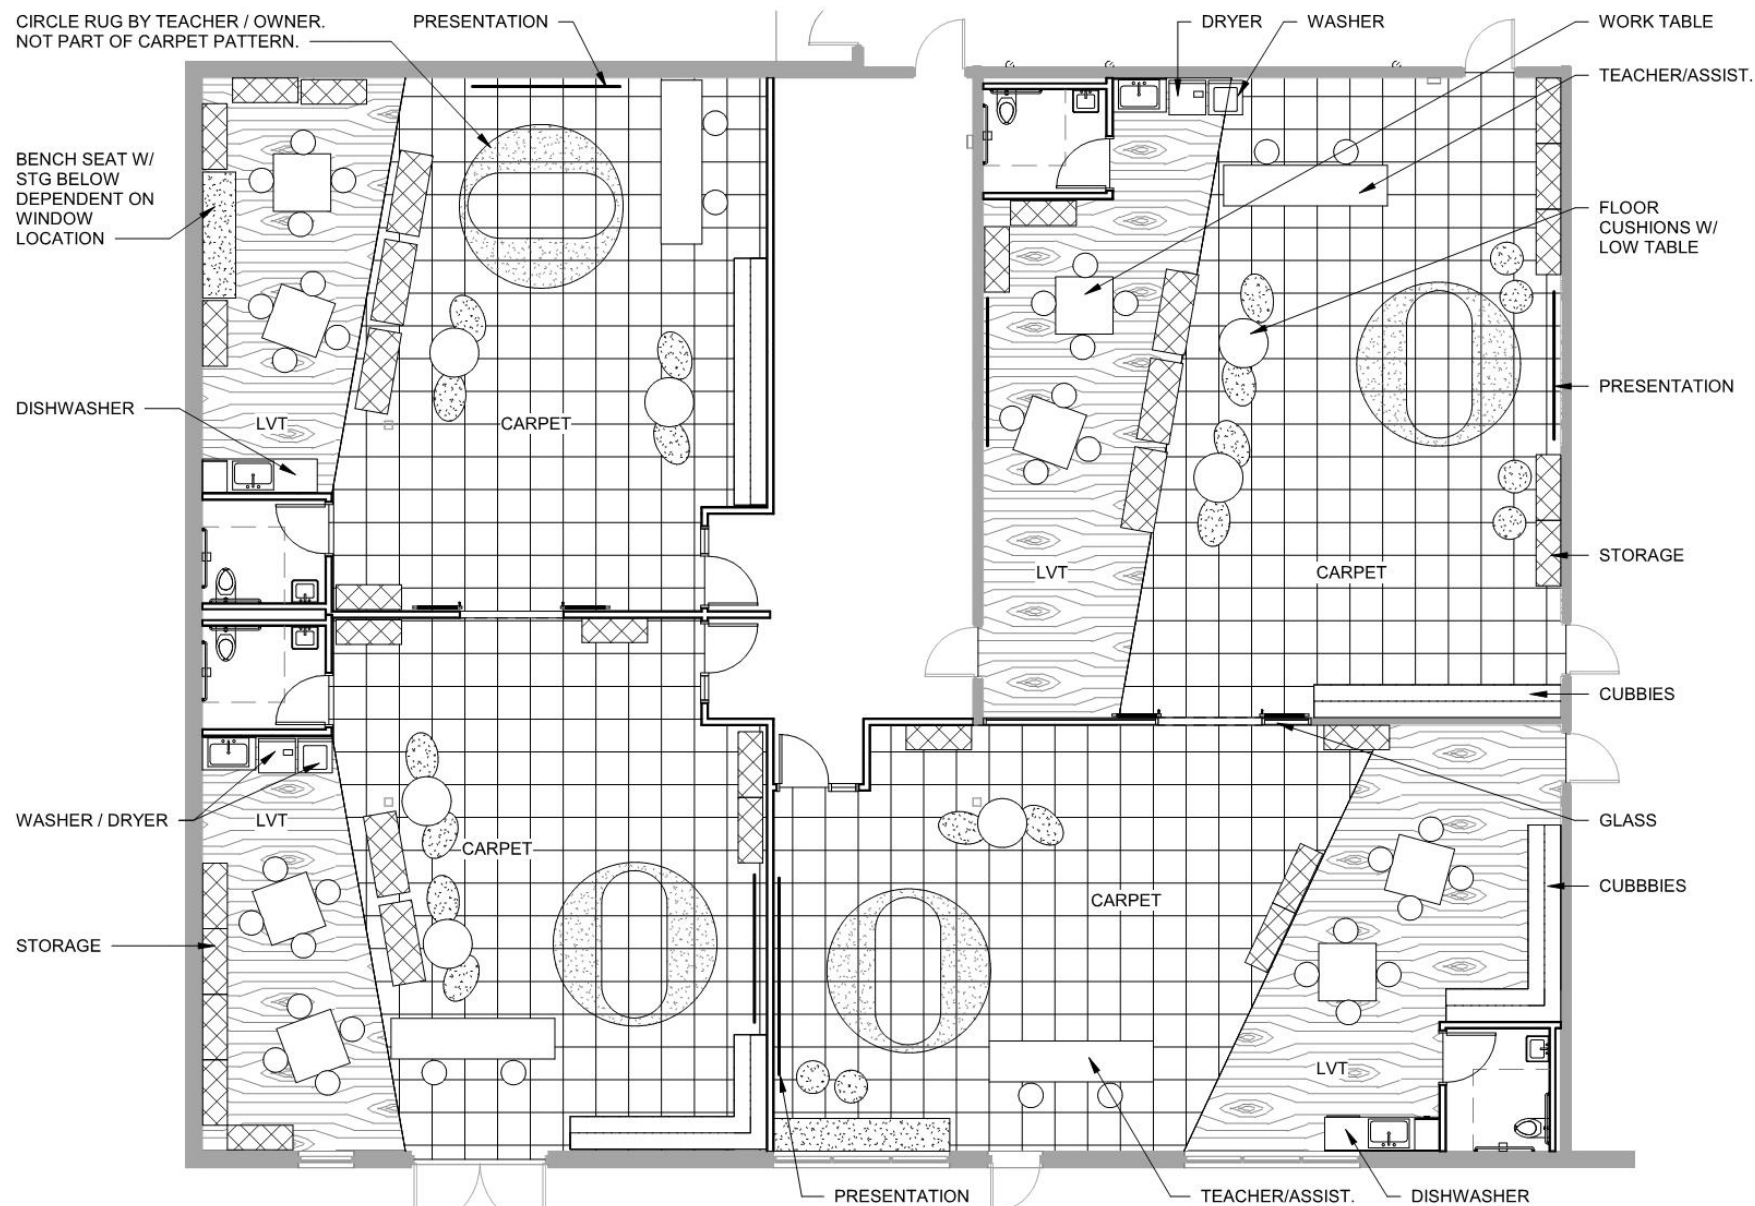 CIRCLE RUG BY TEACHER / OWNER.
NOT PART OF CARPET PATTERN.
PRESENTATION
DRYER
WASHER
WORK TABLE
TEACHER/ASSIST.
BENCH SEAT W/
STG BELOW
DEPENDENT ON
WINDOW
LOCATION
FLOOR
CUSHIONS W/
LOW TABLE
PRESENTATION
DISHWASHER
LVT
CARPET
STORAGE
LVT
CARPET
CUBBIES
WASHER / DRYER
LVT
CARPET
GLASS
CUBBBIES
CARPET
STORAGE
LVT
PRESENTATION
TEACHER/ASSIST.
DISHWASHER